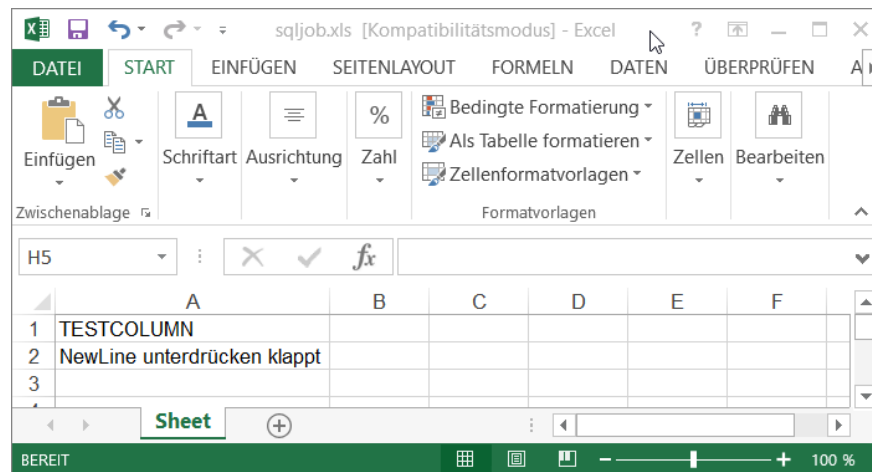 sqljob.xls [Kompatibilitätsmodus] - Excel
DATEI START EINFÜGEN SEITENLAYOUT FORMELN DATEN ÜBERPRÜFEN A
Einfügen
Schriftart
Ausrichtung
%
Zahl
Bedingte Formatierung
Als Tabelle formatieren
Zellenformatvorlagen
Zellen
Bearbeiten
Zwischenablage
Formatvorlagen
H5
fx
A B C D E F
1 TESTCOLUMN
2 NewLine unterdrücken klappt
3
Sheet
BEREIT
100 %